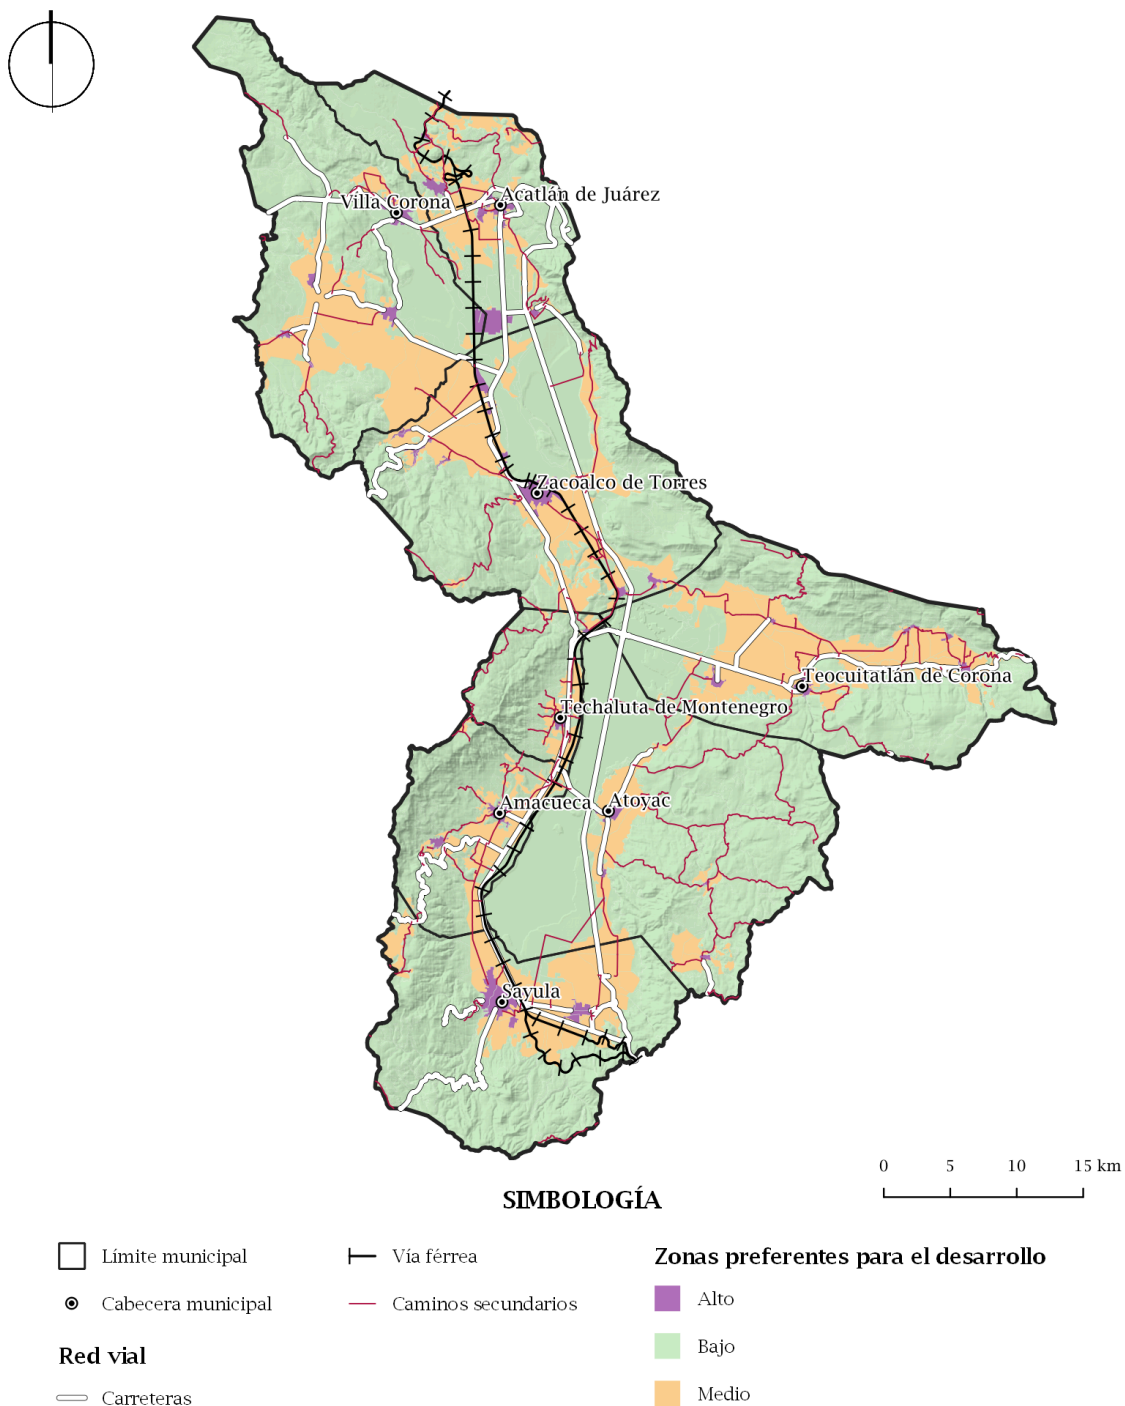 Acatlán de Juárez
Villa Corona
Zacoalco de Torres
Teocuitatlán de Corona
Techaluta de Montenegro
Amacueca
Atoyac
Sayula
0 5 10 15 km
SIMBOLOGÍA
Límite municipal
Cabecera municipal
Red vial
Carreteras
Vía férrea
Caminos secundarios
Zonas preferentes para el desarrollo
Alto
Bajo
Medio